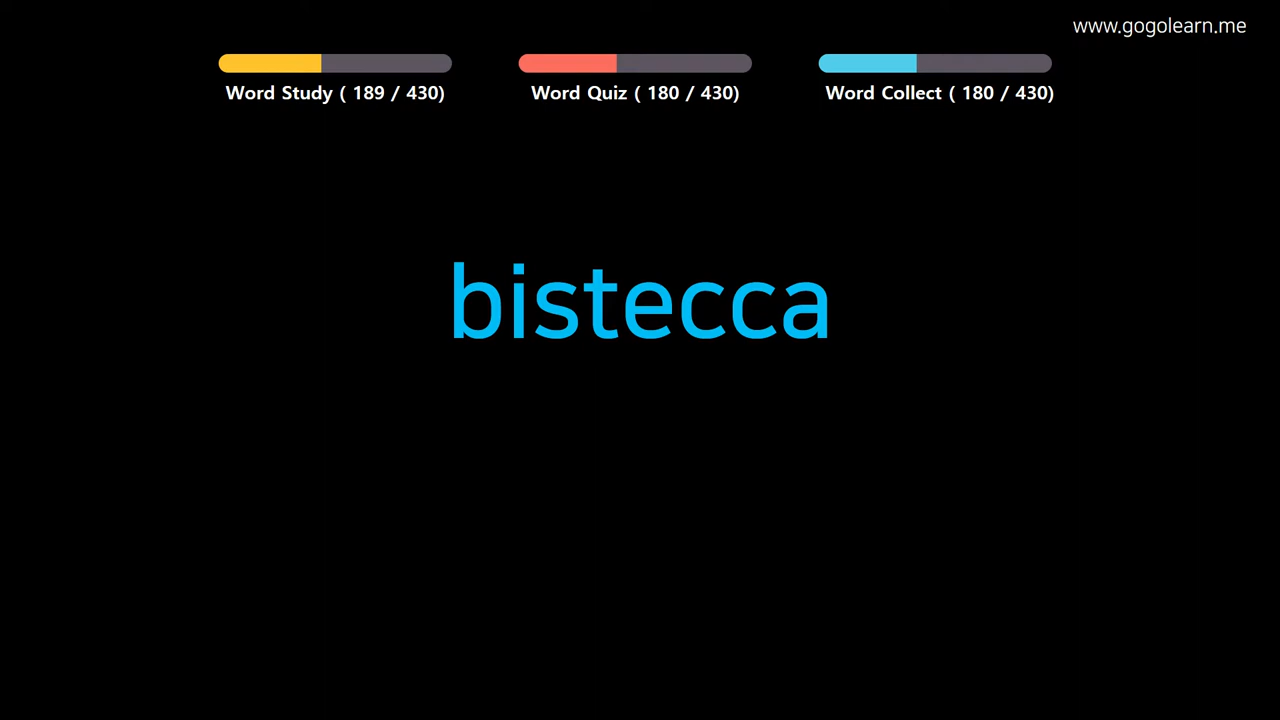 www.gogolearn.me
Word Study ( 189 / 430)
Word Quiz ( 180 / 430)
Word Collect ( 180 / 430)
bistecca